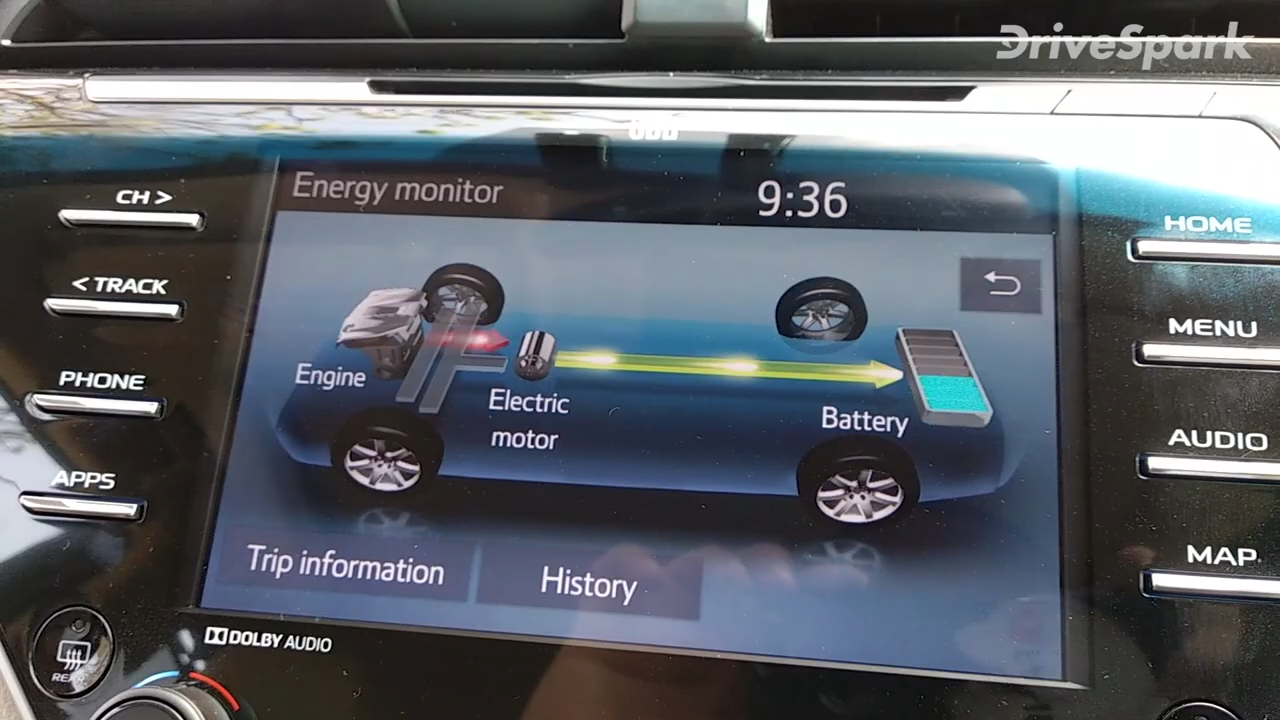 DriveSpark
CH >
< TRACK
PHONE
APPS
Energy monitor
9:36
Engine
Electric
motor
Battery
Trip information
History
HOME
MENU
AUDIO
MAP
DOLBY AUDIO